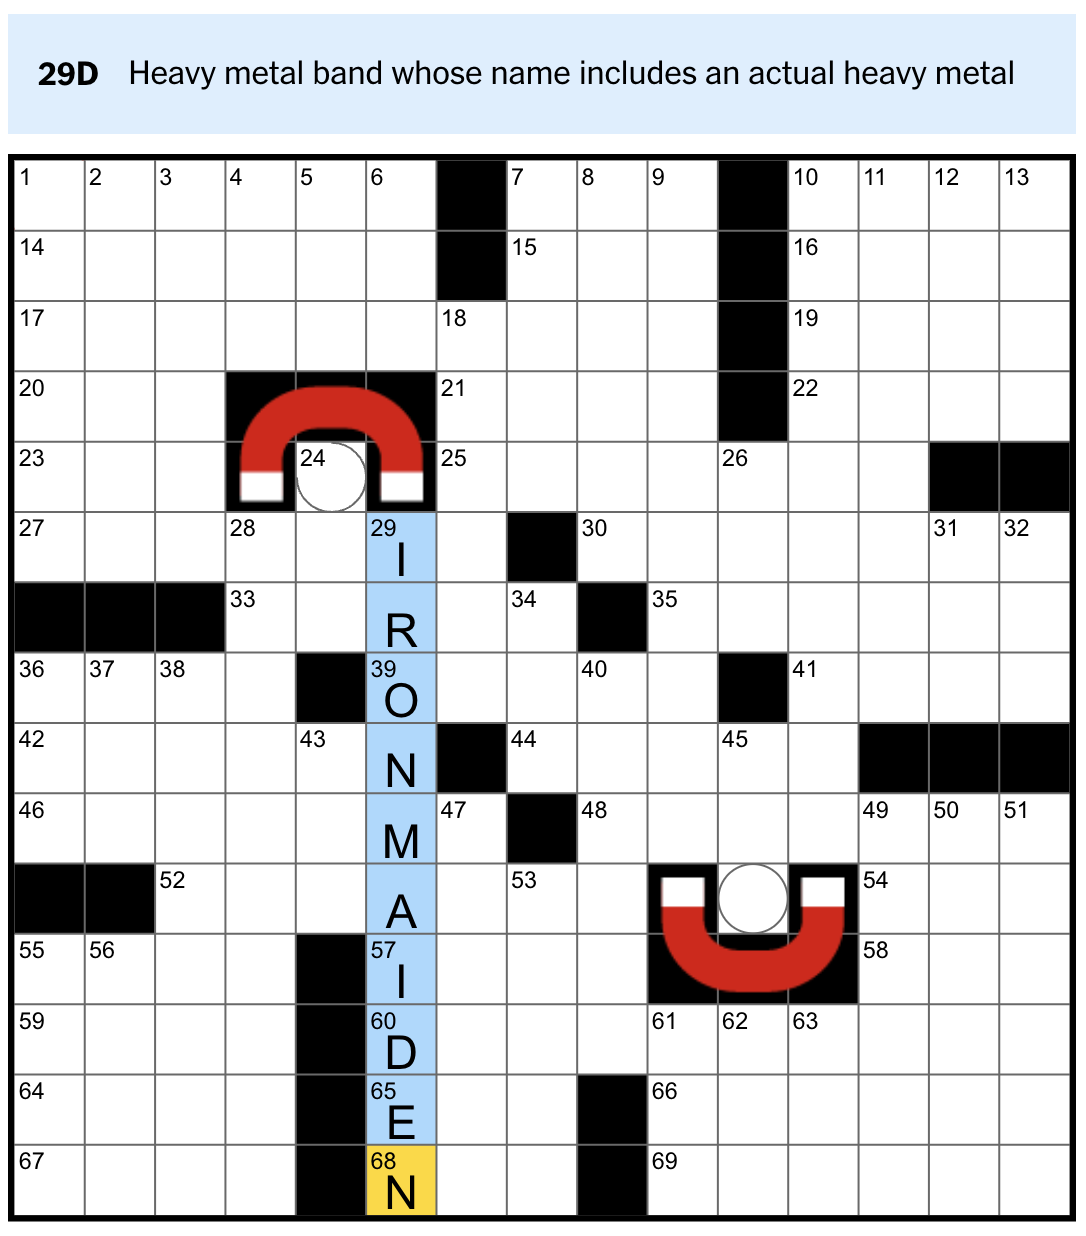 29D Heavy metal band whose name includes an actual heavy metal
1 2 3 4 5 6 7 8 9 10 11 12 13
14 15 16
17 18 19
20 21 22
23 24 25 26
27 28 29 30 31 32
I
33 34 35
R
36 37 38 39 40 41
O
42 43 44 45
N
46 47 48 49 50 51
M
52 53 54
A
55 56 57 58
I
59 60 61 62 63
D
64 65 66
E
67 68 69
N